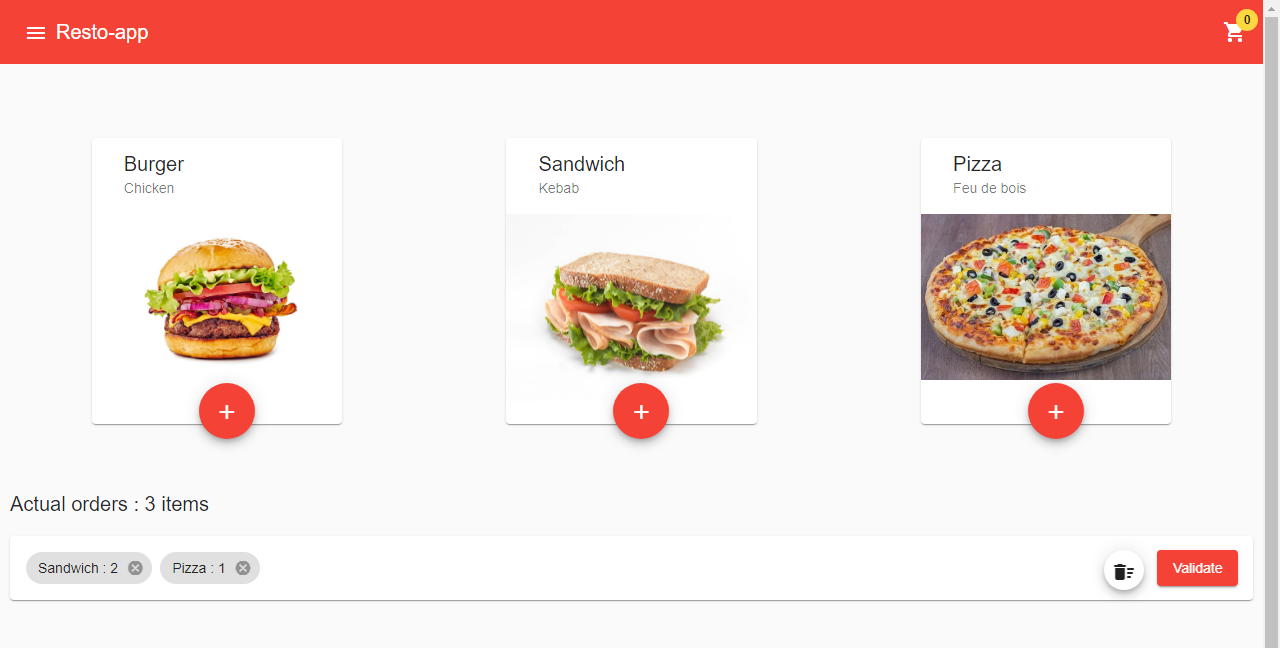 Resto-app
0
Burger
Chicken
Sandwich
Kebab
Pizza
Feu de bois
+
+
+
Actual orders : 3 items
Sandwich : 2
Pizza : 1
Validate